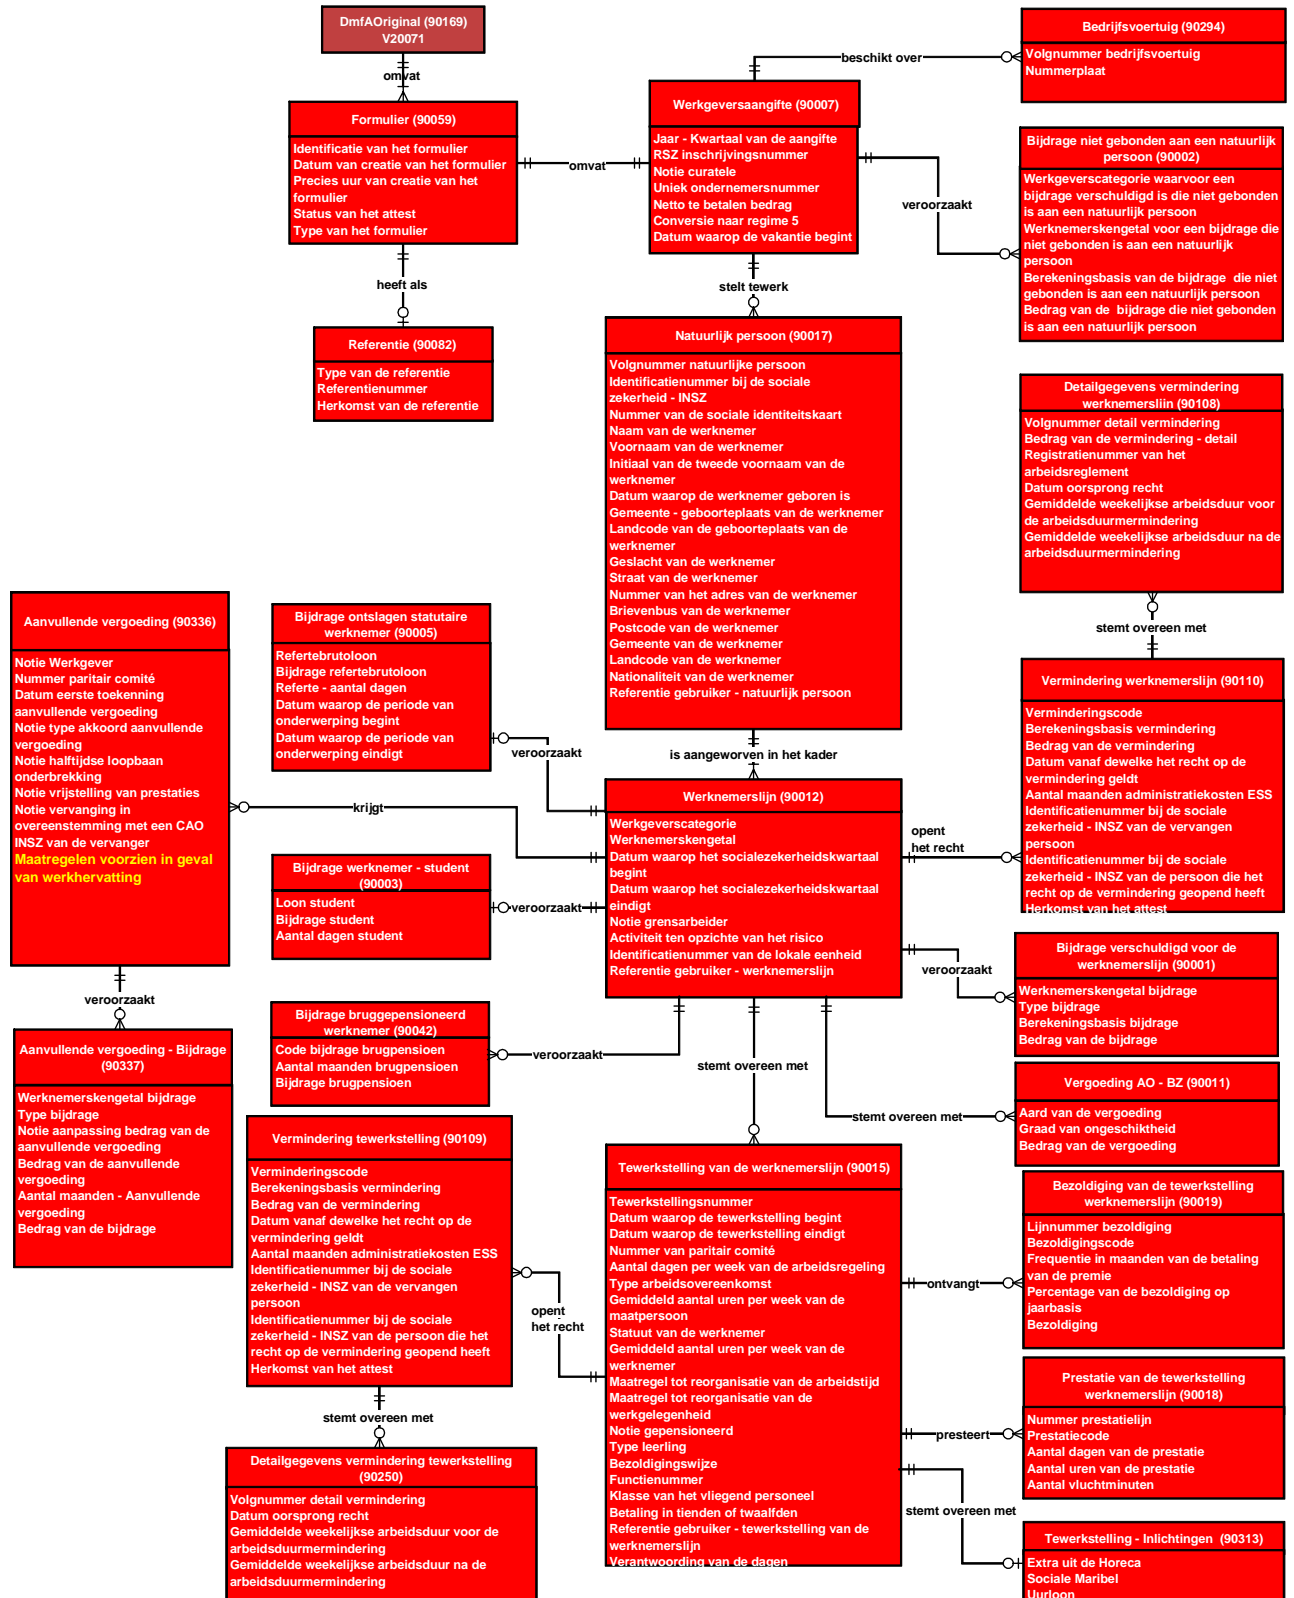 DmfAOriginal (90169)
V20071
omvat
Formulier (90059)
Identificatie van het formulier
Datum van creatie van het formulier
Precies uur van creatie van het
formulier
Status van het attest
Type van het formulier
omvat
heeft als
Referentie (90082)
Type van de referentie
Referentienummer
Herkomst van de referentie
Werkgeversaangifte (90007)
Jaar - Kwartaal van de aangifte
RSZ inschrijvingsnummer
Notie curatele
Uniek ondernemersnummer
Netto te betalen bedrag
Conversie naar regime 5
Datum waarop de vakantie begint
beschikt over
Bedrijfsvoertuig (90294)
Volgnummer bedrijfsvoertuig
Nummerplaat
veroorzaakt
Bijdrage niet gebonden aan een natuurlijk
persoon (90002)
Werkgeverscategorie waarvoor een
bijdrage verschuldigd is die niet gebonden
is aan een natuurlijk persoon
Werknemerskengetal voor een bijdrage die
niet gebonden is aan een natuurlijk
persoon
Berekeningsbasis van de bijdrage  die niet
gebonden is aan een natuurlijk persoon
Bedrag van de  bijdrage die niet gebonden
is aan een natuurlijk persoon
stelt tewerk
Natuurlijk persoon (90017)
Volgnummer natuurlijke persoon
Identificatienummer bij de sociale
zekerheid - INSZ
Nummer van de sociale identiteitskaart
Naam van de werknemer
Voornaam van de werknemer
Initiaal van de tweede voornaam van de
werknemer
Datum waarop de werknemer geboren is
Gemeente - geboorteplaats van de werknemer
Landcode van de geboorteplaats van de
werknemer
Geslacht van de werknemer
Straat van de werknemer
Nummer van het adres van de werknemer
Brievenbus van de werknemer
Postcode van de werknemer
Gemeente van de werknemer
Landcode van de werknemer
Nationaliteit van de werknemer
Referentie gebruiker - natuurlijk persoon
Detailgegevens vermindering
werknemerslijn (90108)
Volgnummer detail vermindering
Bedrag van de vermindering - detail
Registratienummer van het
arbeidsreglement
Datum oorsprong recht
Gemiddelde weekelijkse arbeidsduur voor
de arbeidsduurmermindering
Gemiddelde weekelijkse arbeidsduur na de
arbeidsduurmermindering
stemt overeen met
Vermindering werknemerslijn (90110)
Verminderingscode
Berekeningsbasis vermindering
Bedrag van de vermindering
Datum vanaf dewelke het recht op de
vermindering geldt
Aantal maanden administratiekosten ESS
Identificatienummer bij de sociale
zekerheid - INSZ van de vervangen
persoon
Identificatienummer bij de sociale
zekerheid - INSZ van de persoon die het
recht op de vermindering geopend heeft
Herkomst van het attest
Aanvullende vergoeding (90336)
Notie Werkgever
Nummer paritair comité
Datum eerste toekenning
aanvullende vergoeding
Notie type akkoord aanvullende
vergoeding
Notie halftijdse loopbaan
onderbrekking
Notie vrijstelling van prestaties
Notie vervanging in
overeenstemming met een CAO
INSZ van de vervanger
Maatregelen voorzien in geval
van werkhervatting
Bijdrage ontslagen statutaire
werknemer (90005)
Refertebrutoloon
Bijdrage refertebrutoloon
Referte - aantal dagen
Datum waarop de periode van
onderwerping begint
Datum waarop de periode van
onderwerping eindigt
veroorzaakt
is aangeworven in het kader
krijgt
Werknemerslijn (90012)
Werkgeverscategorie
Werknemerskengetal
Datum waarop het socialezekerheidskwartaal
begint
Datum waarop het socialezekerheidskwartaal
eindigt
Notie grensarbeider
Activiteit ten opzichte van het risico
Identificatienummer van de lokale eenheid
Referentie gebruiker - werknemerslijn
opent
het recht
Bijdrage werknemer - student
(90003)
Loon student
Bijdrage student
Aantal dagen student
veroorzaakt
veroorzaakt
Bijdrage verschuldigd voor de
werknemerslijn (90001)
Werknemerskengetal bijdrage
Type bijdrage
Berekeningsbasis bijdrage
Bedrag van de bijdrage
veroorzaakt
Aanvullende vergoeding - Bijdrage
(90337)
Werknemerskengetal bijdrage
Type bijdrage
Notie aanpassing bedrag van de
aanvullende vergoeding
Bedrag van de aanvullende
vergoeding
Aantal maanden - Aanvullende
vergoeding
Bedrag van de bijdrage
Bijdrage bruggepensioneerd
werknemer (90042)
Code bijdrage brugpensioen
Aantal maanden brugpensioen
Bijdrage brugpensioen
veroorzaakt
stemt overeen met
stemt overeen met
Vergoeding AO - BZ (90011)
Aard van de vergoeding
Graad van ongeschiktheid
Bedrag van de vergoeding
Vermindering tewerkstelling (90109)
Verminderingscode
Berekeningsbasis vermindering
Bedrag van de vermindering
Datum vanaf dewelke het recht op de
vermindering geldt
Aantal maanden administratiekosten ESS
Identificatienummer bij de sociale
zekerheid - INSZ van de vervangen
persoon
Identificatienummer bij de sociale
zekerheid - INSZ van de persoon die het
recht op de vermindering geopend heeft
Herkomst van het attest
opent
het recht
stemt overeen met
Detailgegevens vermindering tewerkstelling
(90250)
Volgnummer detail vermindering
Datum oorsprong recht
Gemiddelde weekelijkse arbeidsduur voor de
arbeidsduurmermindering
Gemiddelde weekelijkse arbeidsduur na de
arbeidsduurmermindering
Tewerkstelling van de werknemerslijn (90015)
Tewerkstellingsnummer
Datum waarop de tewerkstelling begint
Datum waarop de tewerkstelling eindigt
Nummer van paritair comité
Aantal dagen per week van de arbeidsregeling
Type arbeidsovereenkomst
Gemiddeld aantal uren per week van de
maatpersoon
Statuut van de werknemer
Gemiddeld aantal uren per week van de
werknemer
Maatregel tot reorganisatie van de arbeidstijd
Maatregel tot reorganisatie van de
werkgelegenheid
Notie gepensioneerd
Type leerling
Bezoldigingswijze
Functienummer
Klasse van het vliegend personeel
Betaling in tienden of twaalfden
Referentie gebruiker - tewerkstelling van de
werknemerslijn
Verantwoording van de dagen
ontvangt
Bezoldiging van de tewerkstelling
werknemerslijn (90019)
Lijnnummer bezoldiging
Bezoldigingscode
Frequentie in maanden van de betaling
van de premie
Percentage van de bezoldiging op
jaarbasis
Bezoldiging
presteert
Prestatie van de tewerkstelling
werknemerslijn (90018)
Nummer prestatielijn
Prestatiecode
Aantal dagen van de prestatie
Aantal uren van de prestatie
Aantal vluchtminuten
stemt overeen met
Tewerkstelling - Inlichtingen  (90313)
Extra uit de Horeca
Sociale Maribel
Uurloon